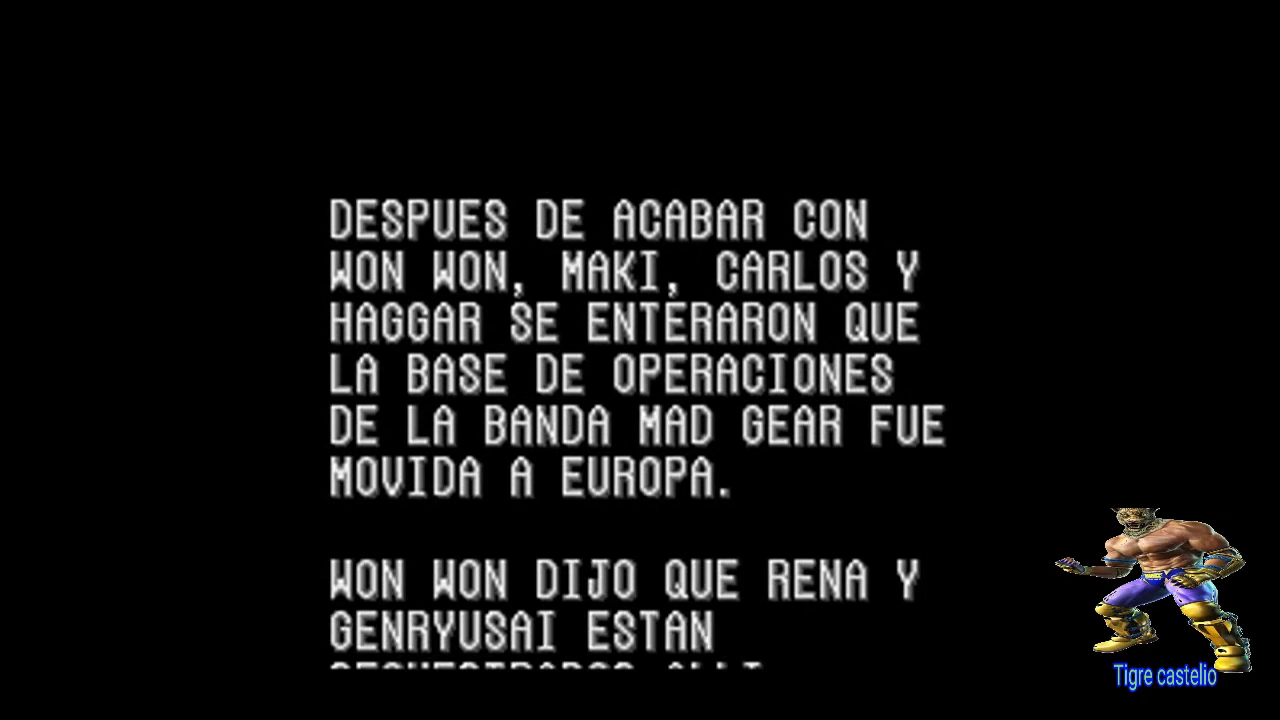 DESPUES DE ACABAR CON
WON WON, MAKI, CARLOS Y
HAGGAR SE ENTERARON QUE
LA BASE DE OPERACIONES
DE LA BANDA MAD GEAR FUE
MOVIDA A EUROPA.
WON WON DIJO QUE RENA Y
GENRYUSAI ESTAN
Tigre castelio